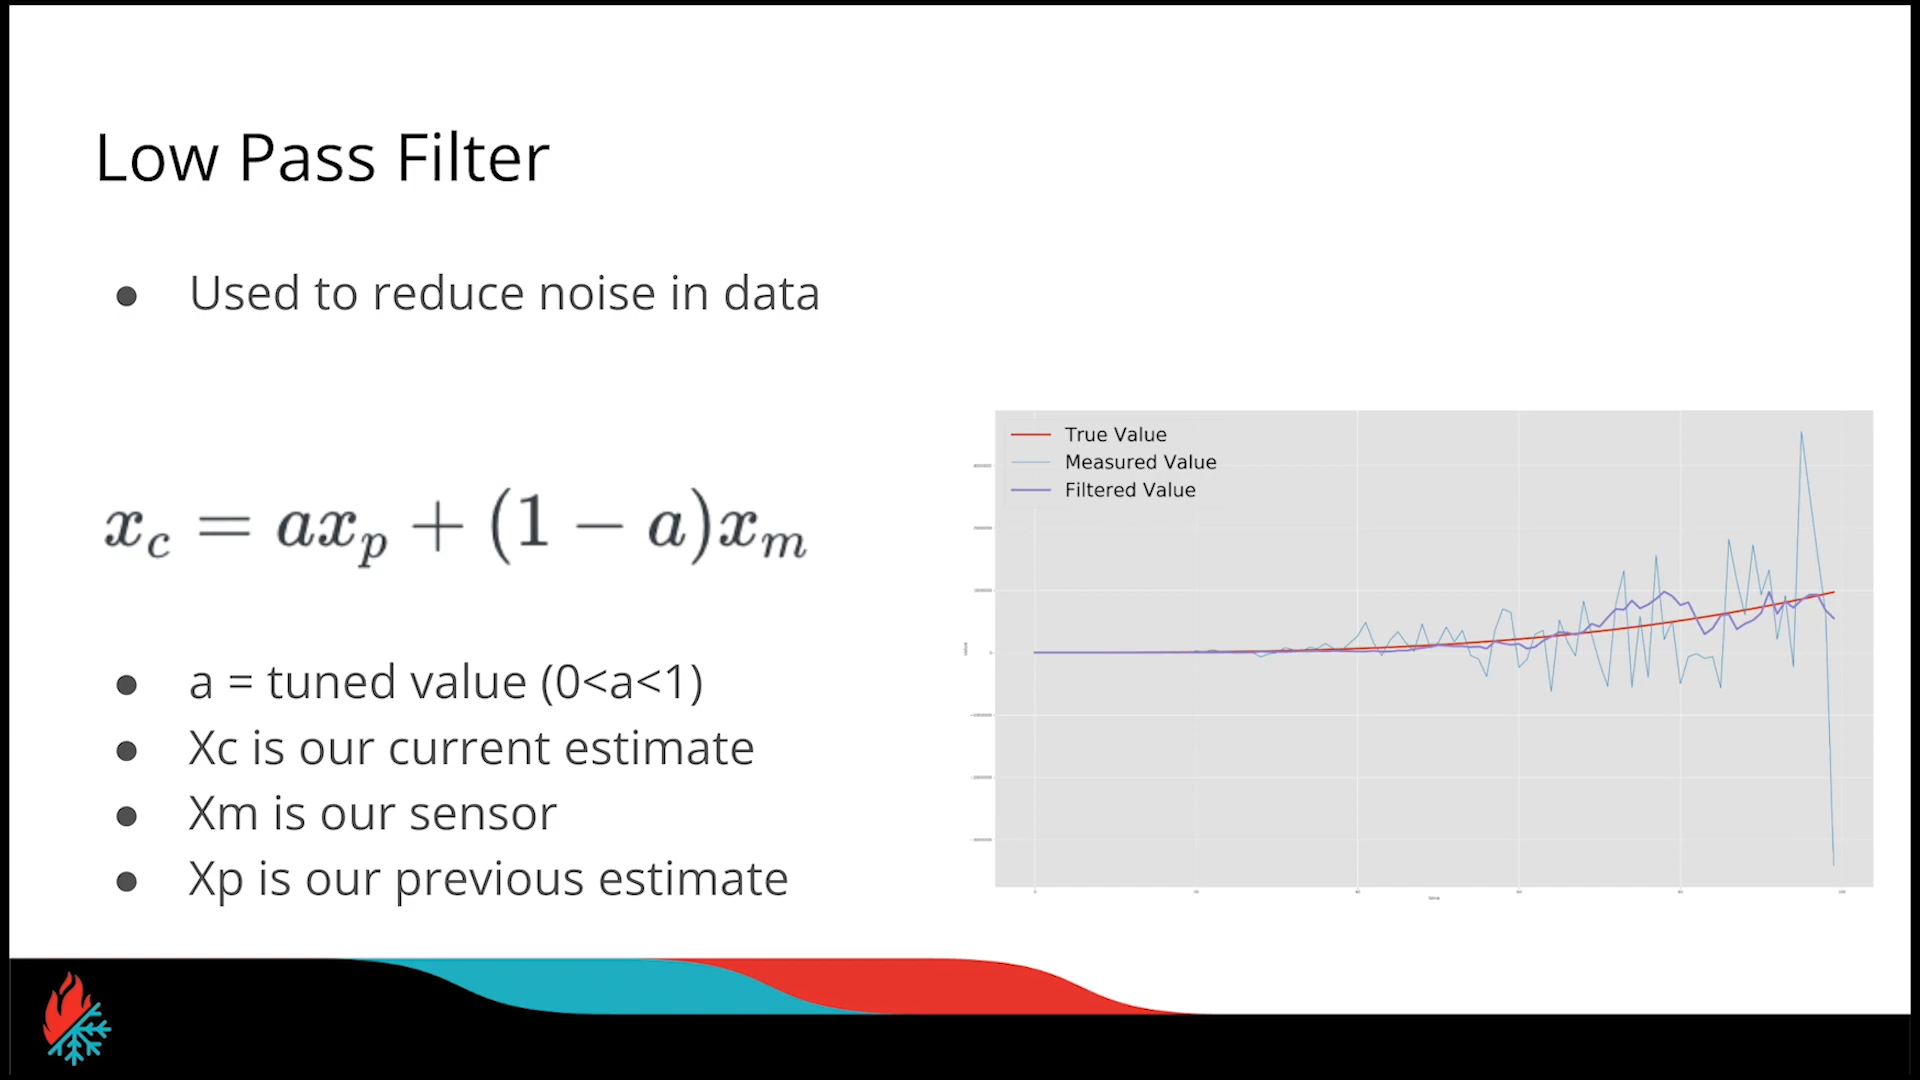 Low Pass Filter
● Used to reduce noise in data
x_c = ax_p + (1 − a)x_m
● a = tuned value (0<a<1)
● Xc is our current estimate
● Xm is our sensor
● Xp is our previous estimate
True Value
Measured Value
Filtered Value